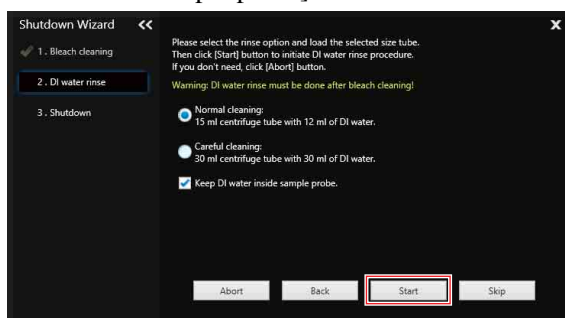 Shutdown Wizard <<
x
1. Bleach cleaning
2. DI water rinse
3. Shutdown
Please select the rinse option and load the selected size tube.
Then click [Start] button to initiate DI water rinse procedure.
If you don't need, click [Abort] button.
Warning: DI water rinse must be done after bleach cleaning!
Normal cleaning:
15 ml centrifuge tube with 12 ml of DI water.
Careful cleaning:
30 ml centrifuge tube with 30 ml of DI water.
Keep DI water inside sample probe.
Abort Back Start Skip